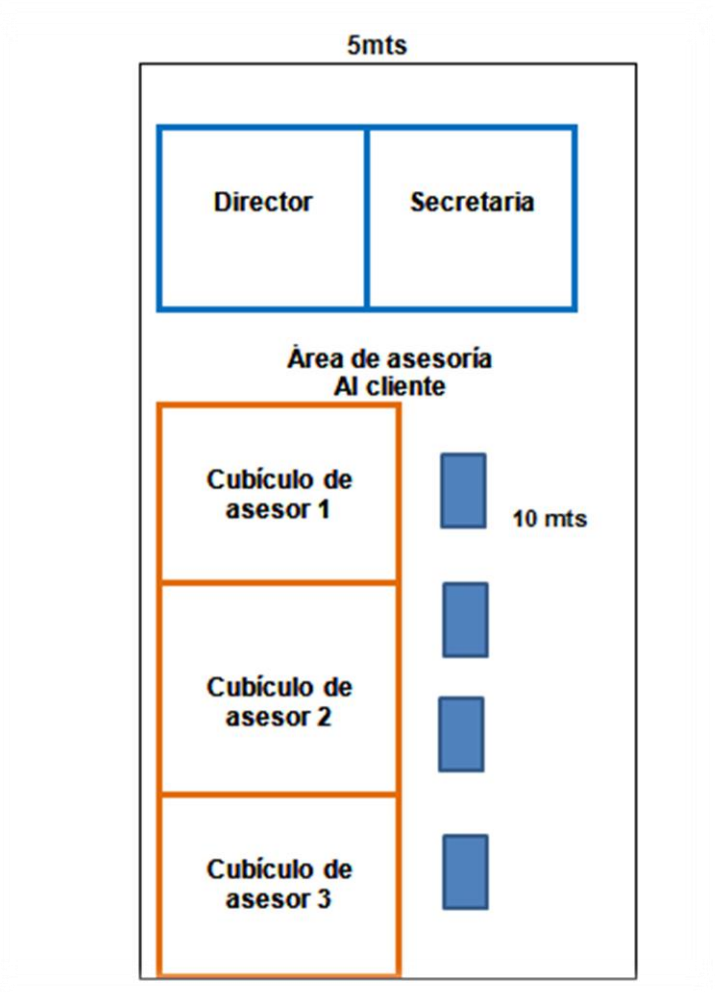 5mts
Director
Secretaria
Área de asesoría
Al cliente
Cubículo de
asesor 1
10 mts
Cubículo de
asesor 2
Cubículo de
asesor 3